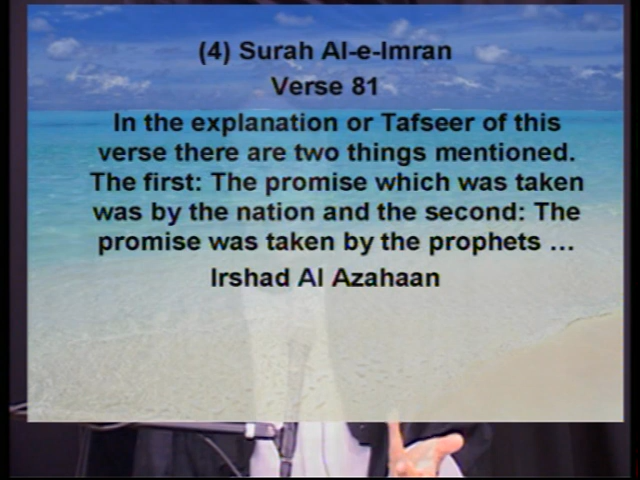 (4) Surah Al-e-Imran
Verse 81
In the explanation or Tafseer of this
verse there are two things mentioned.
The first: The promise which was taken
was by the nation and the second: The
promise was taken by the prophets ...
Irshad Al Azahaan